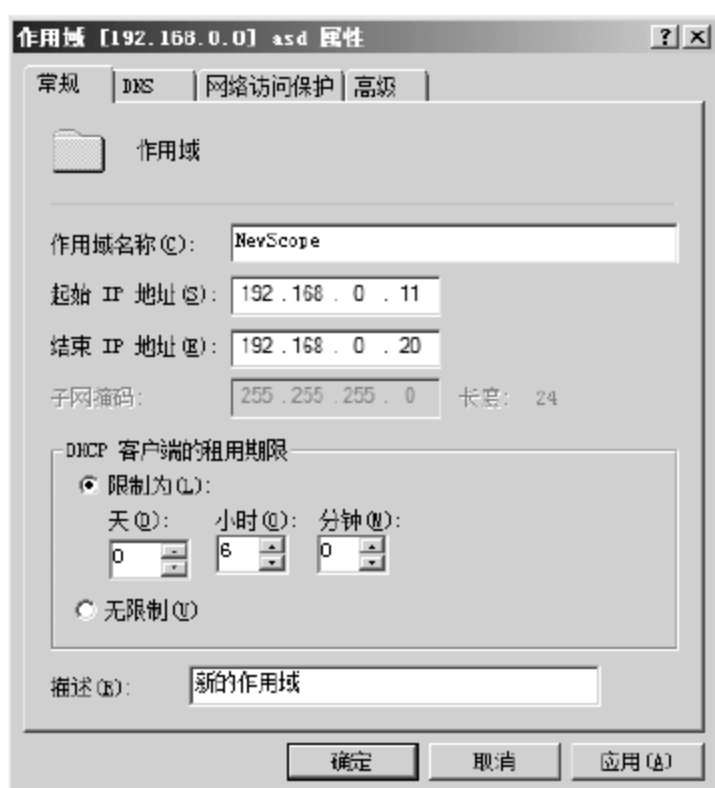 作用域 [192.168.0.0] asd 属性
常规 DNS 网络访问保护 高级
作用域
作用域名称(C): NewScope
起始 IP 地址(S): 192 .168 . 0 . 11
结束 IP 地址(E): 192 .168 . 0 . 20
子网掩码: 255 .255 .255 . 0 长度: 24
DHCP 客户端的租用期限
限制为(L):
天(D): 小时(O): 分钟(M):
0 6 0
无限制(U)
描述(R): 新的作用域
确定 取消 应用(A)